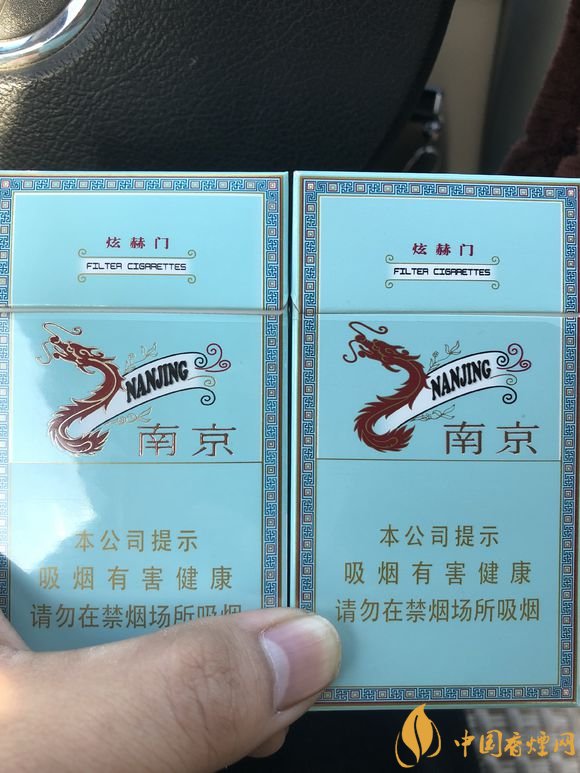 炫赫门
FILTER CIGARETTES
NANJING
南京
本公司提示
吸烟有害健康
请勿在禁烟场所吸烟
炫赫门
FILTER CIGARETTES
NANJING
南京
本公司提示
吸烟有害健康
请勿在禁烟场所吸烟
中国香烟网